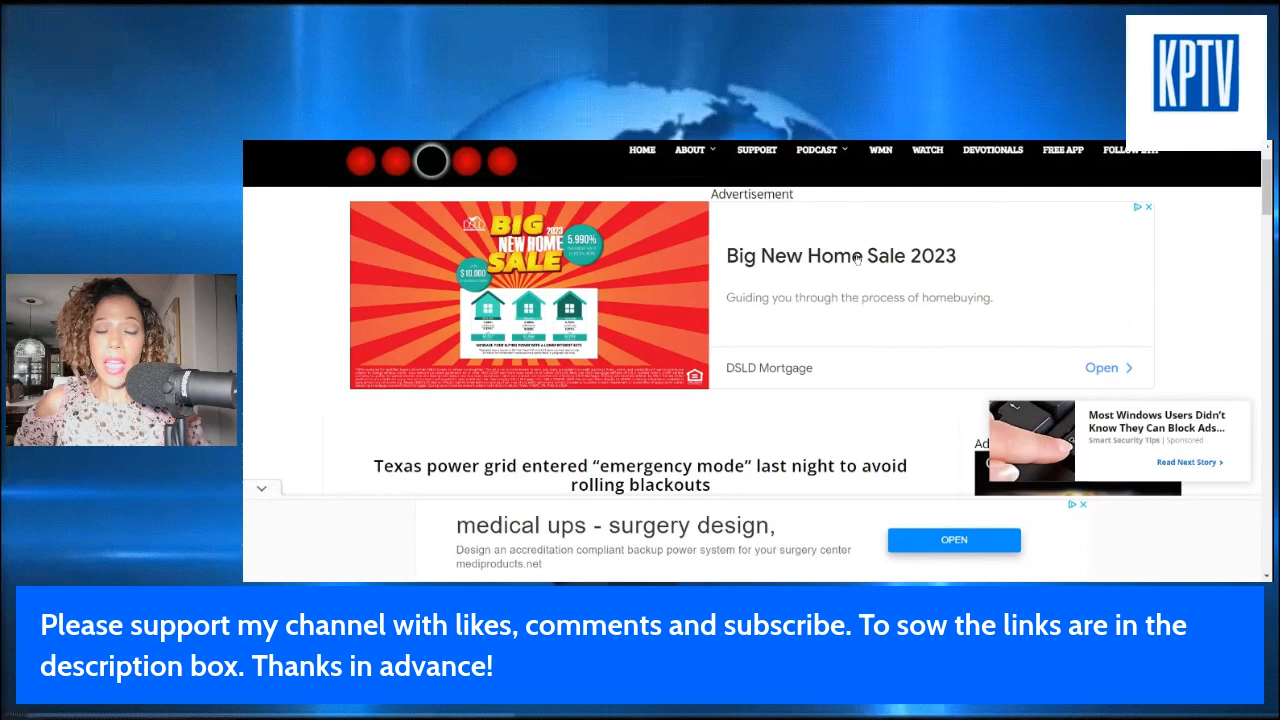 KPTV
HOME ABOUT SUPPORT PODCAST WMN WATCH DEVOTIONALS FREE APP
Advertisement
BIG
2023
NEW HOME
SALE
5.990%
$10,000
Big New Home Sale 2023
Guiding you through the process of homebuying.
DSLD Mortgage
Open
Most Windows Users Didn't
Know They Can Block Ads...
Smart Security Tips | Sponsored
Read Next Story
Ad
Texas power grid entered “emergency mode” last night to avoid
rolling blackouts
medical ups - surgery design,
Design an accreditation compliant backup power system for your surgery center
mediproducts.net
OPEN
Please support my channel with likes, comments and subscribe. To sow the links are in the
description box. Thanks in advance!